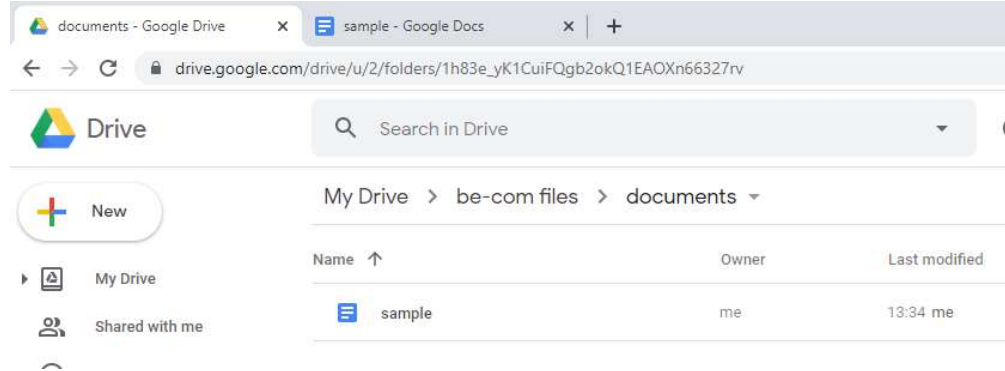 documents - Google Drive sample - Google Docs
drive.google.com/drive/u/2/folders/1h83e_yK1CuiFQgb2okQ1EAOXn66327rv
Drive Search in Drive
My Drive > be-com files > documents
New
Name Owner Last modified
My Drive
sample me 13:34 me
Shared with me